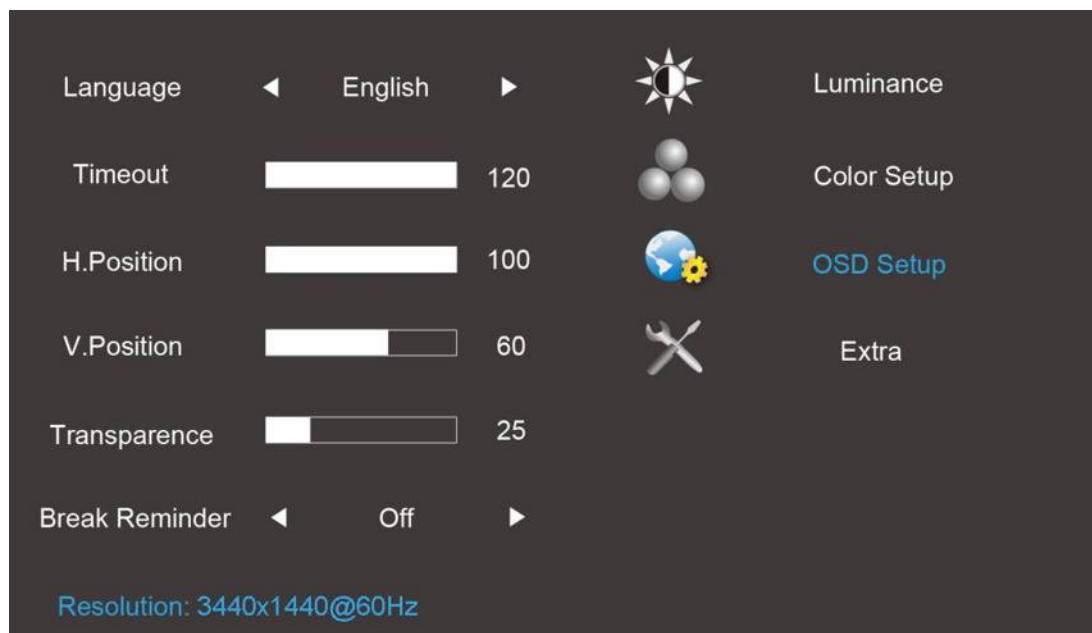 Language English Luminance
Timeout 120 Color Setup
H.Position 100 OSD Setup
V.Position 60 Extra
Transparence 25
Break Reminder Off
Resolution: 3440x1440@60Hz